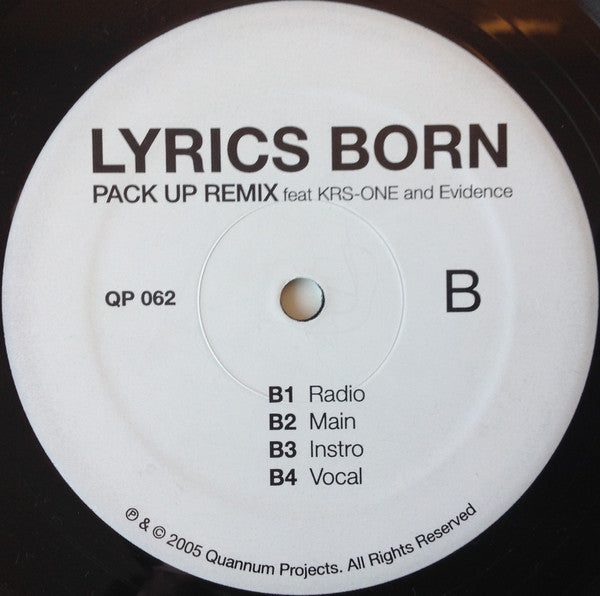 LYRICS BORN
PACK UP REMIX feat KRS-ONE and Evidence
QP 062
B
B1 Radio
B2 Main
B3 Instro
B4 Vocal
℗ & © 2005 Quannum Projects. All Rights Reserved